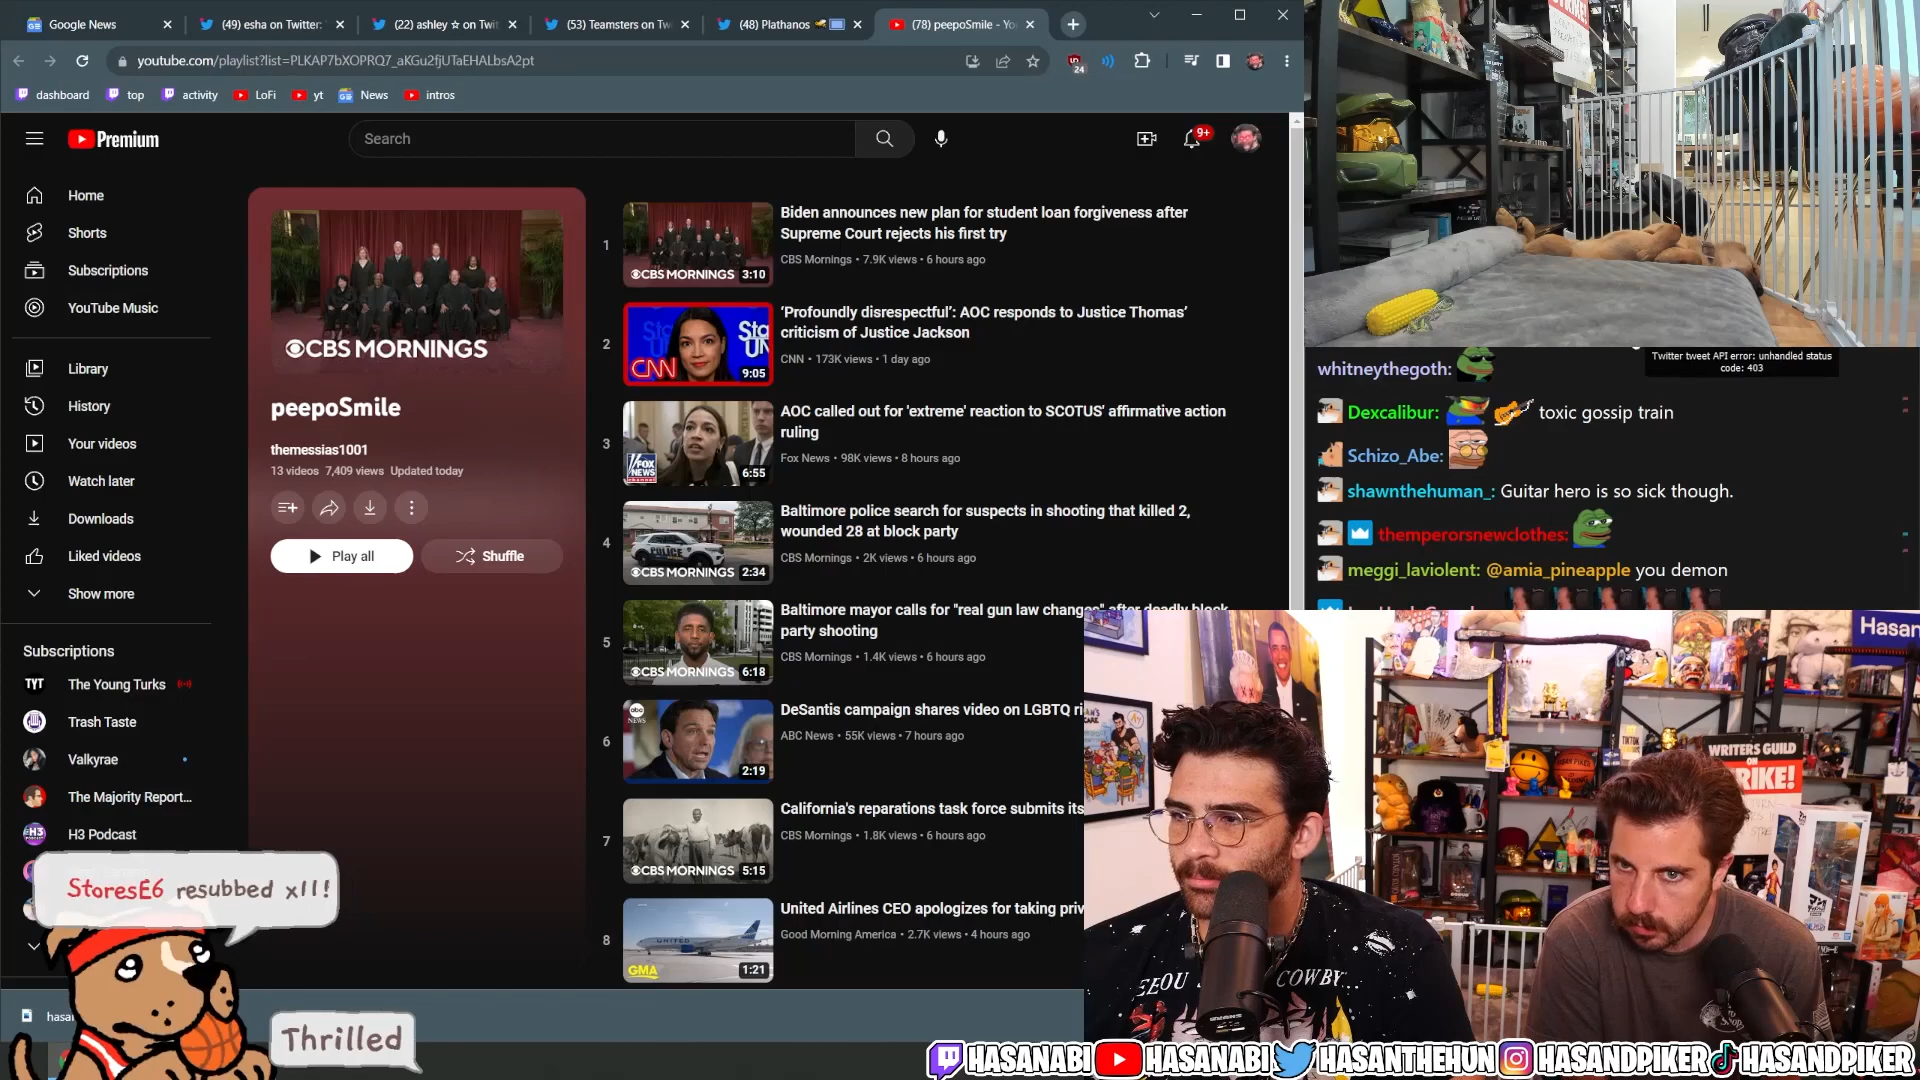 Google News
(49) esha on Twitter:
(22) ashley ☆ on Twit
(53) Teamsters on Twi
(48) Plathanos
(78) peepoSmile - Yo
youtube.com/playlist?list=PLKAP7bXOPRQ7_aKGu2fjUTaEHALbsA2pt
24
dashboard
top
activity
LoFi
yt
News
intros
Premium
Search
9+
Home
Shorts
Subscriptions
YouTube Music
Library
History
Your videos
Watch later
Downloads
Liked videos
Show more
Subscriptions
TYT The Young Turks
Trash Taste
Valkyrae
The Majority Report...
H3 Podcast
CBS MORNINGS
peepoSmile
themessias1001
13 videos 7,409 views Updated today
Play all
Shuffle
1
CBS MORNINGS 3:10
Biden announces new plan for student loan forgiveness after
Supreme Court rejects his first try
CBS Mornings • 7.9K views • 6 hours ago
2
CNN 9:05
‘Profoundly disrespectful’: AOC responds to Justice Thomas’
criticism of Justice Jackson
CNN • 173K views • 1 day ago
3
FOX NEWS channel 6:55
AOC called out for 'extreme' reaction to SCOTUS' affirmative action
ruling
Fox News • 98K views • 8 hours ago
4
POLICE
CBS MORNINGS 2:34
Baltimore police search for suspects in shooting that killed 2,
wounded 28 at block party
CBS Mornings • 2K views • 6 hours ago
5
CBS MORNINGS 6:18
Baltimore mayor calls for "real gun law changes" after deadly block
party shooting
CBS Mornings • 1.4K views • 6 hours ago
6
abc NEWS
2:19
DeSantis campaign shares video on LGBTQ ri
ABC News • 55K views • 7 hours ago
7
CBS MORNINGS 5:15
California's reparations task force submits its
CBS Mornings • 1.8K views • 6 hours ago
8
UNITED
GMA 1:21
United Airlines CEO apologizes for taking priv
Good Morning America • 2.7K views • 4 hours ago
StoresE6 resubbed x11!
Thrilled
hasa
Twitter tweet API error: unhandled status
code: 403
whitneythegoth:
Dexcalibur: toxic gossip train
Schizo_Abe:
shawnthehuman_: Guitar hero is so sick though.
themperorsnewclothes:
meggi_laviolent: @amia_pineapple you demon
Hasan
WRITERS GUILD
ON
STRIKE!
COWBY...
HASANABI
HASANABI
HASANTHEHUN
HASANDPIKER
HASANDPIKER